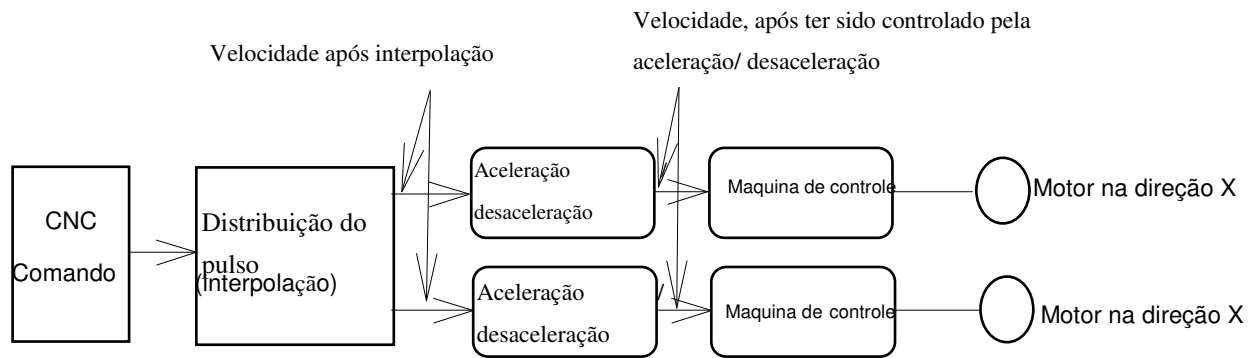 Velocidade após interpolação
Velocidade, após ter sido controlado pela
aceleração/ desaceleração
CNC
Comando
Distribuição do
pulso
(interpolação)
Aceleração
desaceleração
Maquina de controle
Motor na direção X
Aceleração /
desaceleração
Maquina de controle
Motor na direção X